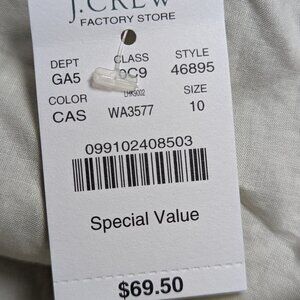 J.CREW
FACTORY STORE
DEPT CLASS STYLE
GA5 0C9 46895
COLOR SIZE
CAS WA3577 10
099102408503
Special Value
$69.50